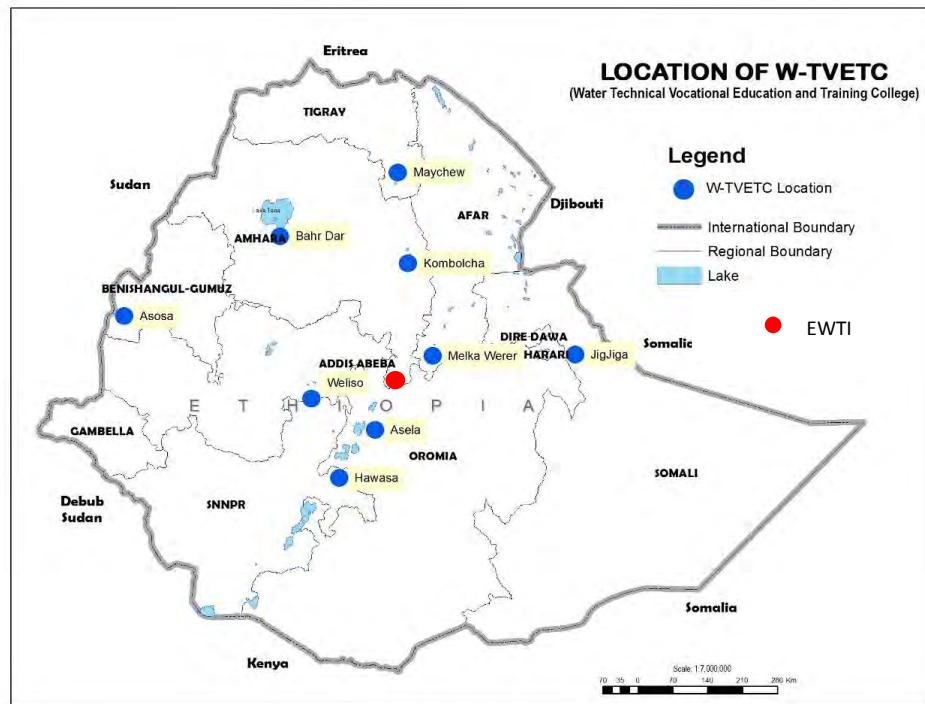 LOCATION OF W-TVETC
(Water Technical Vocational Education and Training College)
Eritrea
TIGRAY
Legend
Maychew
W-TVETC Location
Sudan
Djibouti
AFAR
International Boundary
Lake Tana
AMHARA
Bahr Dar
Regional Boundary
Kombolcha
Lake
BENISHANGUL-GUMUZ
Asosa
EWTI
DIRE DAWA
Somalic
Melka Werer
HARARI
JigJiga
ADDIS ABEBA
Weliso
E T H I O P I A
GAMBELLA
Asela
OROMIA
SOMALI
Hawasa
Debub
Sudan
SNNPR
Somalia
Kenya
Scale: 1:7,000,000
70 35 0 70 140 210 280 Km